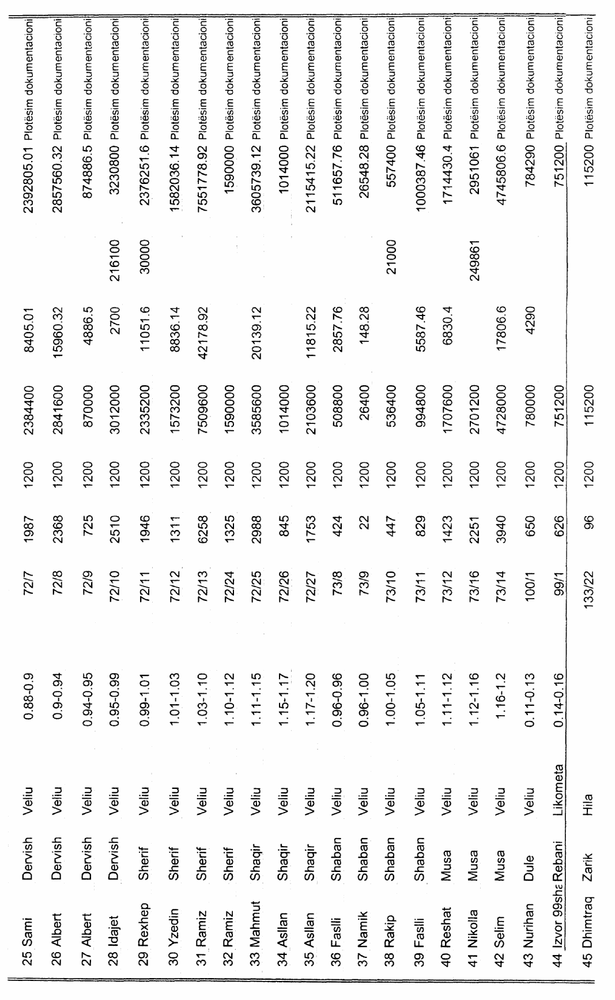 25 Sami Dervish Veliu 0.88-0.9 72/7 1987 1200 2384400 8405.01 2392805.01 Plotësim dokumentacioni
26 Albert Dervish Veliu 0.9-0.94 72/8 2368 1200 2841600 15960.32 2857560.32 Plotësim dokumentacioni
27 Albert Dervish Veliu 0.94-0.95 72/9 725 1200 870000 4886.5 874886.5 Plotësim dokumentacioni
28 Idajet Dervish Veliu 0.95-0.99 72/10 2510 1200 3012000 2700 216100 3230800 Plotësim dokumentacioni
29 Rexhep Sherif Veliu 0.99-1.01 72/11 1946 1200 2335200 11051.6 30000 2376251.6 Plotësim dokumentacioni
30 Yzedin Sherif Veliu 1.01-1.03 72/12 1311 1200 1573200 8836.14 1582036.14 Plotësim dokumentacioni
31 Ramiz Sherif Veliu 1.03-1.10 72/13 6258 1200 7509600 42178.92 7551778.92 Plotësim dokumentacioni
32 Ramiz Sherif Veliu 1.10-1.12 72/24 1325 1200 1590000 1590000 Plotësim dokumentacioni
33 Mahmut Shaqir Veliu 1.11-1.15 72/25 2988 1200 3585600 20139.12 3605739.12 Plotësim dokumentacioni
34 Asllan Shaqir Veliu 1.15-1.17 72/26 845 1200 1014000 1014000 Plotësim dokumentacioni
35 Asllan Shaqir Veliu 1.17-1.20 72/27 1753 1200 2103600 11815.22 2115415.22 Plotësim dokumentacioni
36 Faslli Shaban Veliu 0.96-0.96 73/8 424 1200 508800 2857.76 511657.76 Plotësim dokumentacioni
37 Namik Shaban Veliu 0.96-1.00 73/9 22 1200 26400 148.28 26548.28 Plotësim dokumentacioni
38 Rakip Shaban Veliu 1.00-1.05 73/10 447 1200 536400 21000 557400 Plotësim dokumentacioni
39 Faslli Shaban Veliu 1.05-1.11 73/11 829 1200 994800 5587.46 1000387.46 Plotësim dokumentacioni
40 Reshat Musa Veliu 1.11-1.12 73/12 1423 1200 1707600 6830.4 1714430.4 Plotësim dokumentacioni
41 Nikolla Musa Veliu 1.12-1.16 73/16 2251 1200 2701200 249861 2951061 Plotësim dokumentacioni
42 Selim Musa Veliu 1.16-1.2 73/14 3940 1200 4728000 17806.6 4745806.6 Plotësim dokumentacioni
43 Nurihan Dule Veliu 0.11-0.13 100/1 650 1200 780000 4290 784290 Plotësim dokumentacioni
44 Izvor 99sha Rebani Likometa 0.14-0.16 99/1 626 1200 751200 751200 Plotësim dokumentacioni
45 Dhimtraq Zarik Hila 133/22 96 1200 115200 115200 Plotësim dokumentacioni